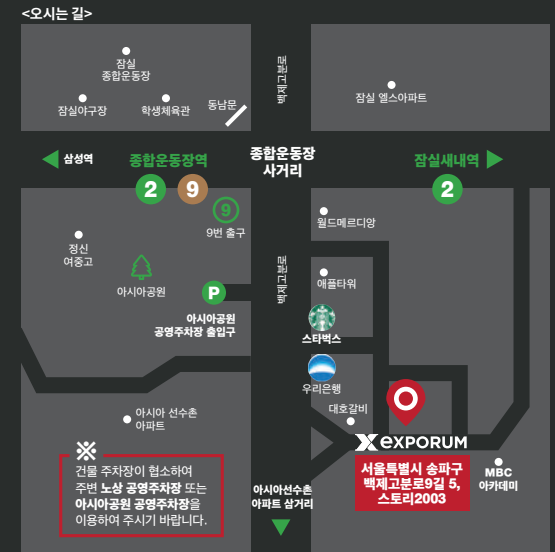 <오시는 길>
잠실
종합운동장
잠실야구장
학생체육관
동남문
백제고분로
잠실 엘스아파트
삼성역
종합운동장역
2
9
종합운동장
사거리
잠실새내역
2
9
9번 출구
월드메르디앙
정신
여중고
아시아공원
백제고분로
애플타워
P
아시아공원
공영주차장 출입구
스타벅스
우리은행
대호갈비
아시아 선수촌
아파트
EXPORUM
※
건물 주차장이 협소하여
주변 노상 공영주차장 또는
아시아공원 공영주차장을
이용하여 주시기 바랍니다.
서울특별시 송파구
백제고분로9길 5,
스토리2003
MBC
아카데미
아시아선수촌
아파트 삼거리